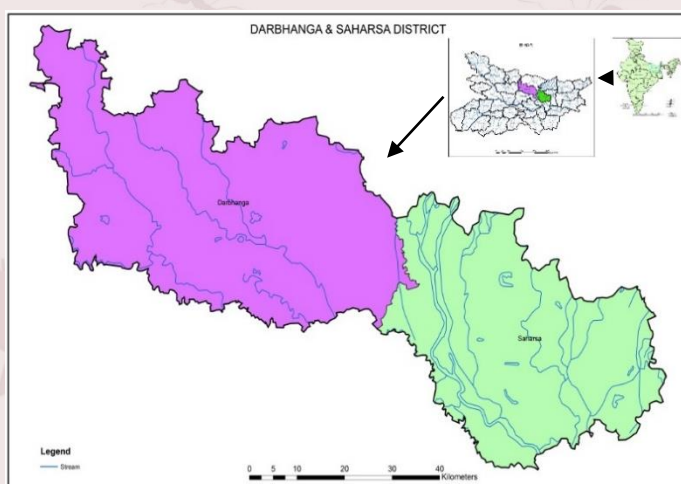 DARBHANGA & SAHARSA DISTRICT
Darbhanga
Saharsa
Legend
Stream
0 5 10 20 30 40
Kilometers